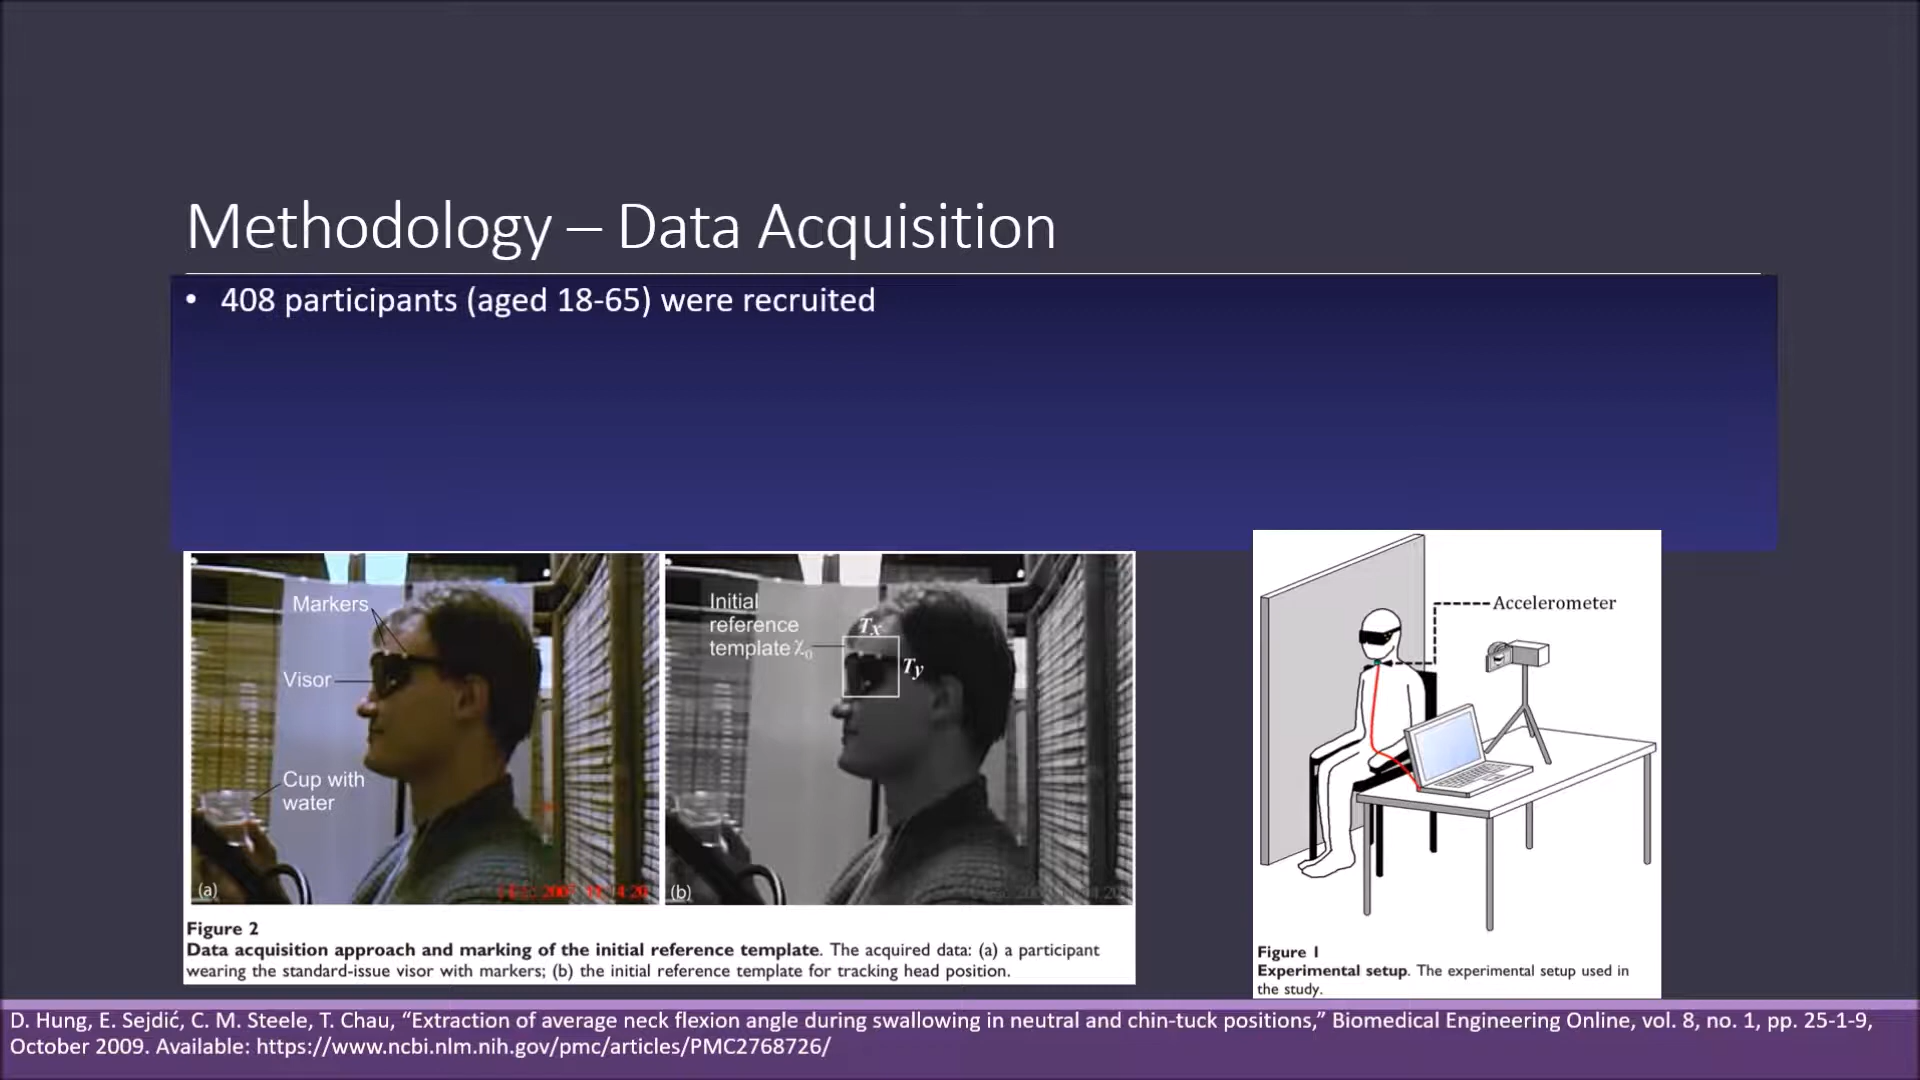 Methodology – Data Acquisition
• 408 participants (aged 18-65) were recruited
Markers
Visor
Cup with
water
(a)
Initial
reference
template χ₀
Tx
Ty
(b)
Figure 2
Data acquisition approach and marking of the initial reference template. The acquired data: (a) a participant
wearing the standard-issue visor with markers; (b) the initial reference template for tracking head position.
Accelerometer
Figure 1
Experimental setup. The experimental setup used in
the study.
D. Hung, E. Sejdić, C. M. Steele, T. Chau, “Extraction of average neck flexion angle during swallowing in neutral and chin-tuck positions,” Biomedical Engineering Online, vol. 8, no. 1, pp. 25-1-9,
October 2009. Available: https://www.ncbi.nlm.nih.gov/pmc/articles/PMC2768726/